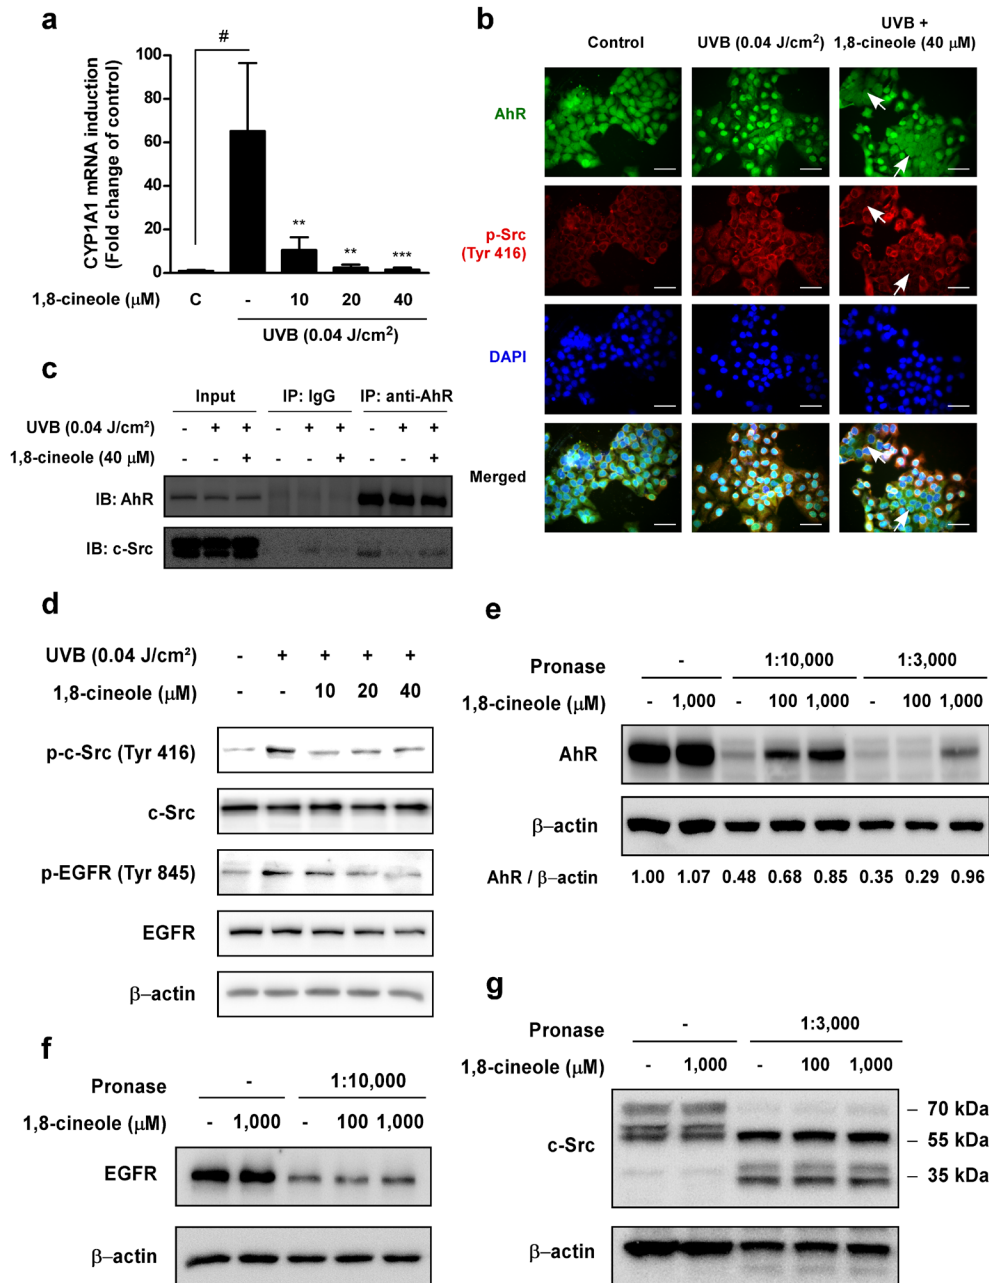 a
#
CYP1A1 mRNA induction
(Fold change of control)
100
80
60
40
20
0
** ** ***
1,8-cineole (μM) C - 10 20 40
UVB (0.04 J/cm²)
b
Control UVB (0.04 J/cm²) UVB +
1,8-cineole (40 μM)
AhR
p-Src
(Tyr 416)
DAPI
Merged
c
Input IP: IgG IP: anti-AhR
UVB (0.04 J/cm²) - + + - + + - + +
1,8-cineole (40 μM) - - + - - + - - +
IB: AhR
IB: c-Src
d
UVB (0.04 J/cm²) - + + + +
1,8-cineole (μM) - - 10 20 40
p-c-Src (Tyr 416)
c-Src
p-EGFR (Tyr 845)
EGFR
β–actin
e
Pronase - 1:10,000 1:3,000
1,8-cineole (μM) - 1,000 - 100 1,000 - 100 1,000
AhR
β–actin
AhR / β–actin 1.00 1.07 0.48 0.68 0.85 0.35 0.29 0.96
f
Pronase - 1:10,000
1,8-cineole (μM) - 1,000 - 100 1,000
EGFR
β–actin
g
Pronase - 1:3,000
1,8-cineole (μM) - 1,000 - 100 1,000
c-Src
– 70 kDa
– 55 kDa
– 35 kDa
β–actin